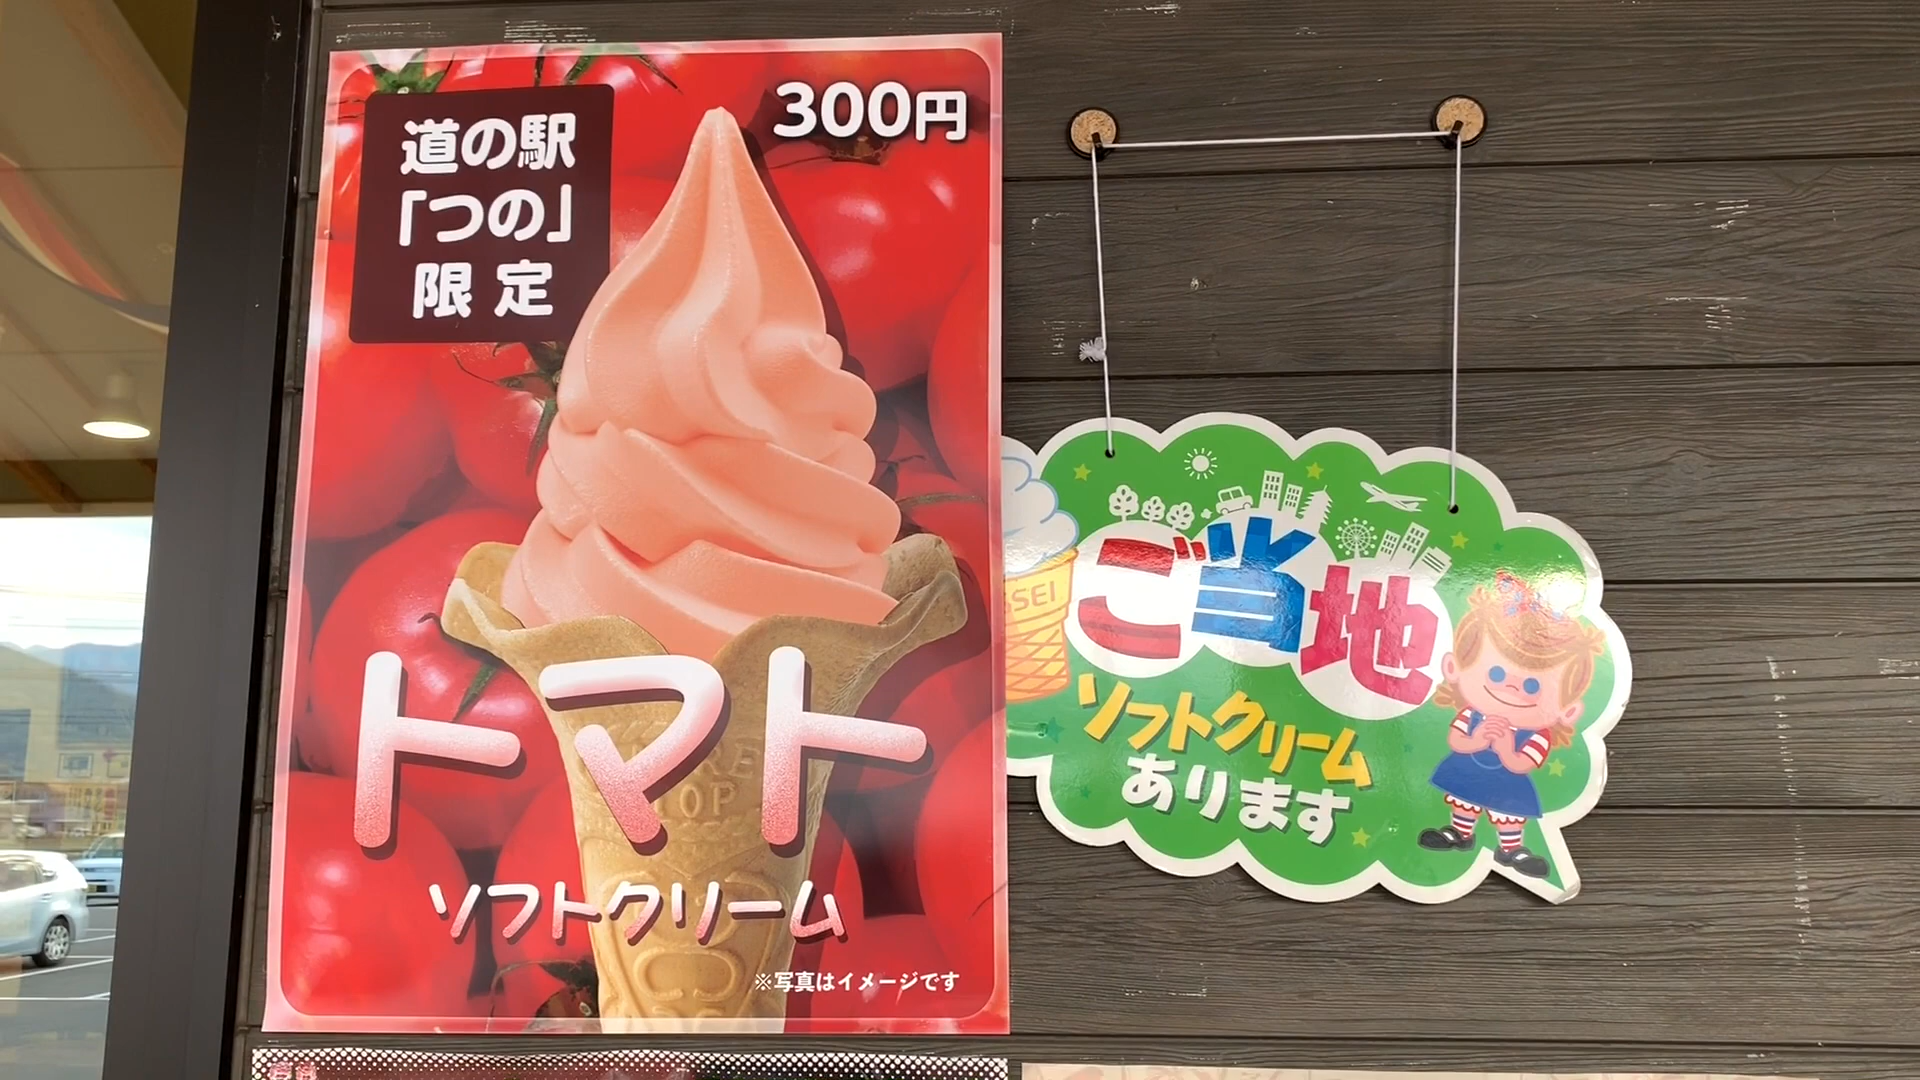 道の駅
「つの」
限定
300円
トマト
ソフトクリーム
※写真はイメージです
ご当地
ソフトクリーム
あります